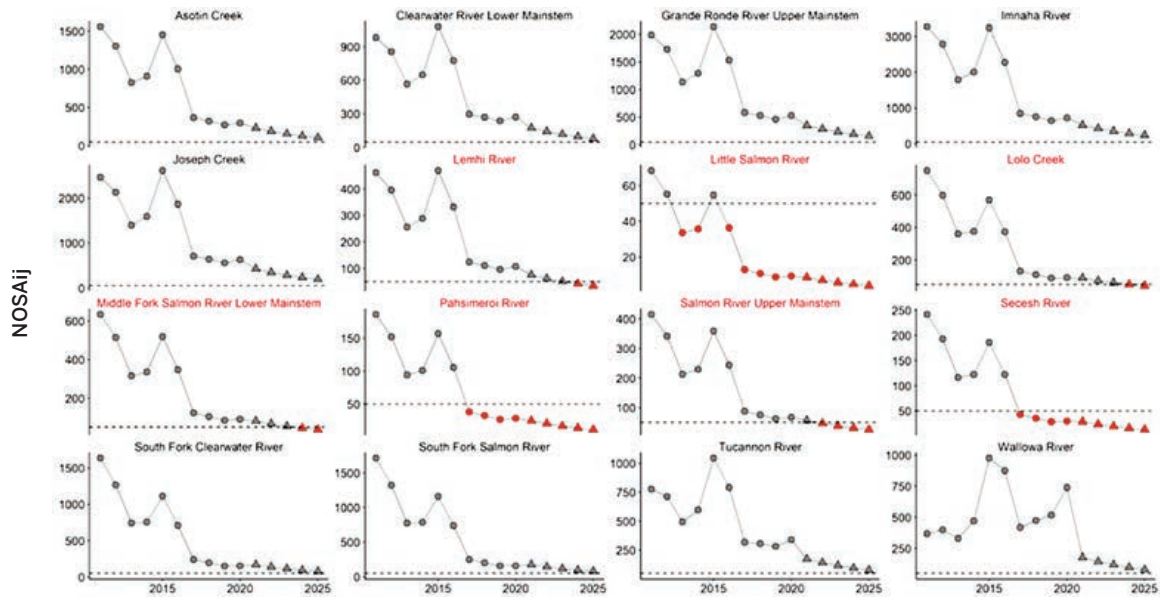 NOSAij
Asotin Creek
1500
1000
500
0
Clearwater River Lower Mainstem
900
600
300
0
Grande Ronde River Upper Mainstem
2000
1500
1000
500
0
Imnaha River
3000
2000
1000
0
Joseph Creek
2000
1000
0
Lemhi River
400
300
200
100
Little Salmon River
60
40
20
Lolo Creek
600
400
200
0
Middle Fork Salmon River Lower Mainstem
600
400
200
Pahsimeroi River
150
100
50
Salmon River Upper Mainstem
400
300
200
100
Secesh River
250
200
150
100
50
South Fork Clearwater River
1500
1000
500
0
South Fork Salmon River
1500
1000
500
0
Tucannon River
1000
750
500
250
Wallowa River
1000
750
500
250
2015 2020 2025
2015 2020 2025
2015 2020 2025
2015 2020 2025